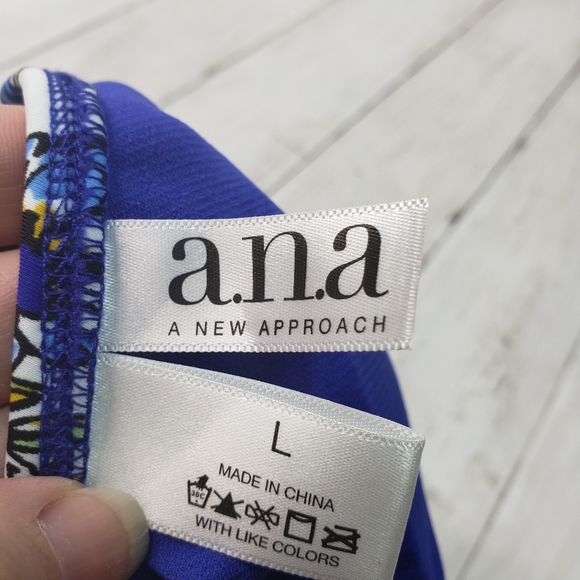 a.n.a
A NEW APPROACH
L
MADE IN CHINA
30C
WITH LIKE COLORS